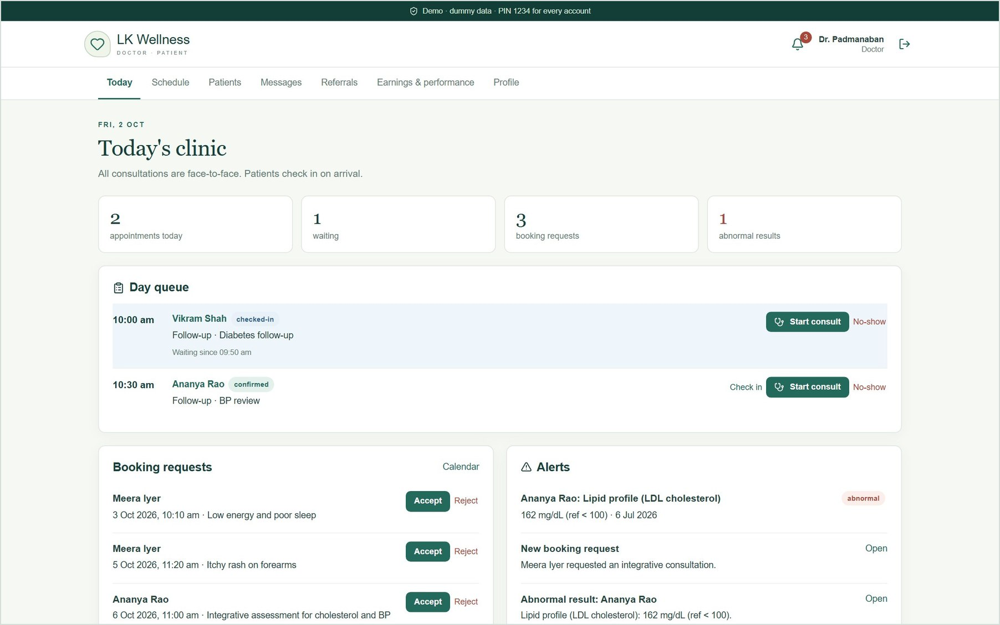 Demo · dummy data · PIN 1234 for every account
LK Wellness
DOCTOR · PATIENT
3
Dr. Padmanaban
Doctor
Today
Schedule
Patients
Messages
Referrals
Earnings & performance
Profile
FRI, 2 OCT
Today's clinic
All consultations are face-to-face. Patients check in on arrival.
2
appointments today
1
waiting
3
booking requests
1
abnormal results
Day queue
10:00 am
Vikram Shah checked-in
Follow-up · Diabetes follow-up
Waiting since 09:50 am
Start consult
No-show
10:30 am
Ananya Rao confirmed
Follow-up · BP review
Check in
Start consult
No-show
Booking requests
Calendar
Meera Iyer
3 Oct 2026, 10:10 am · Low energy and poor sleep
Accept
Reject
Meera Iyer
5 Oct 2026, 11:20 am · Itchy rash on forearms
Accept
Reject
Ananya Rao
6 Oct 2026, 11:00 am · Integrative assessment for cholesterol and BP
Accept
Reject
Alerts
Ananya Rao: Lipid profile (LDL cholesterol)
abnormal
162 mg/dL (ref < 100) · 6 Jul 2026
New booking request
Open
Meera Iyer requested an integrative consultation.
Abnormal result: Ananya Rao
Open
Lipid profile (LDL cholesterol): 162 mg/dL (ref < 100).